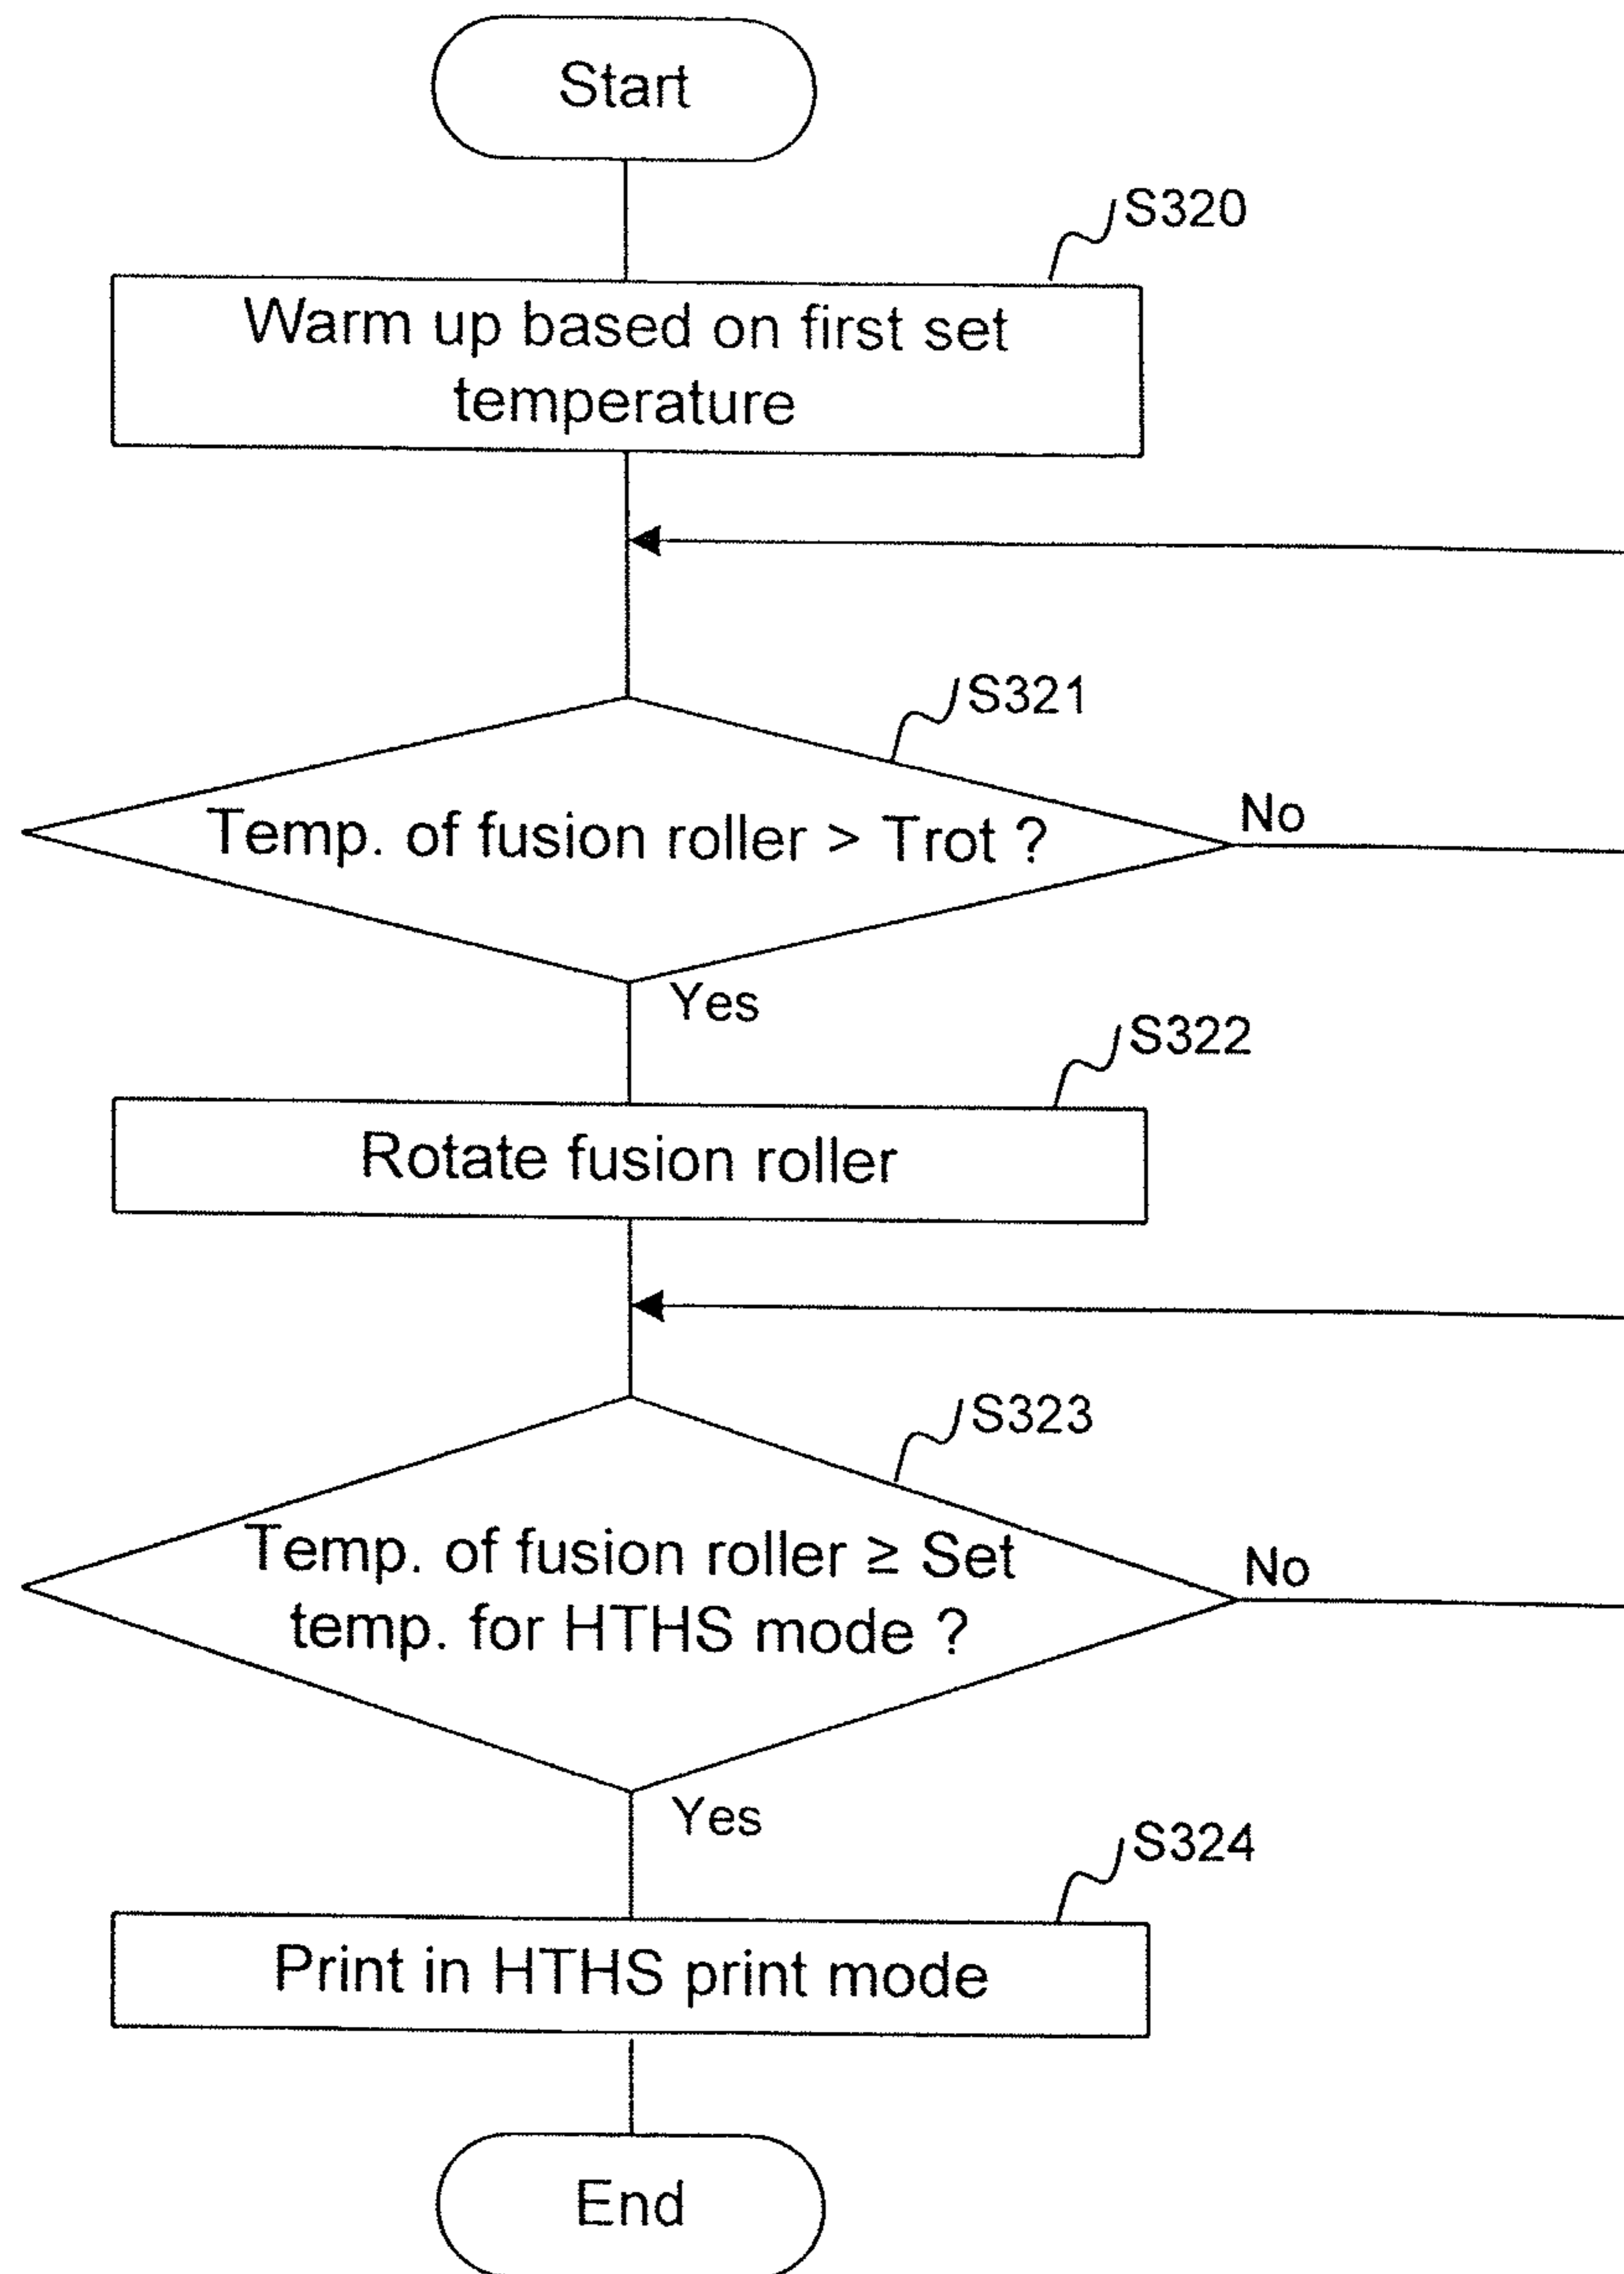 Start
S320
Warm up based on first set
temperature
S321
Temp. of fusion roller > Trot ?
No
Yes
S322
Rotate fusion roller
S323
Temp. of fusion roller ≥ Set
temp. for HTHS mode ?
No
Yes
S324
Print in HTHS print mode
End